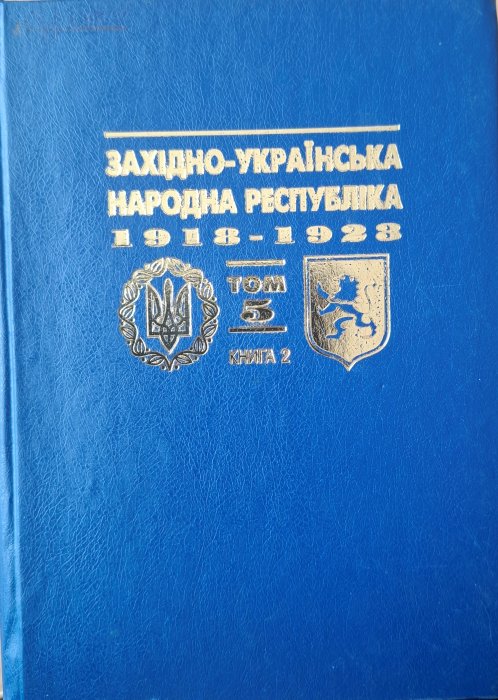 ЗАХІДНО-УКРАЇНСЬКА
НАРОДНА РЕСПУБЛІКА
1918-1923
ТОМ
5
КНИГА 2